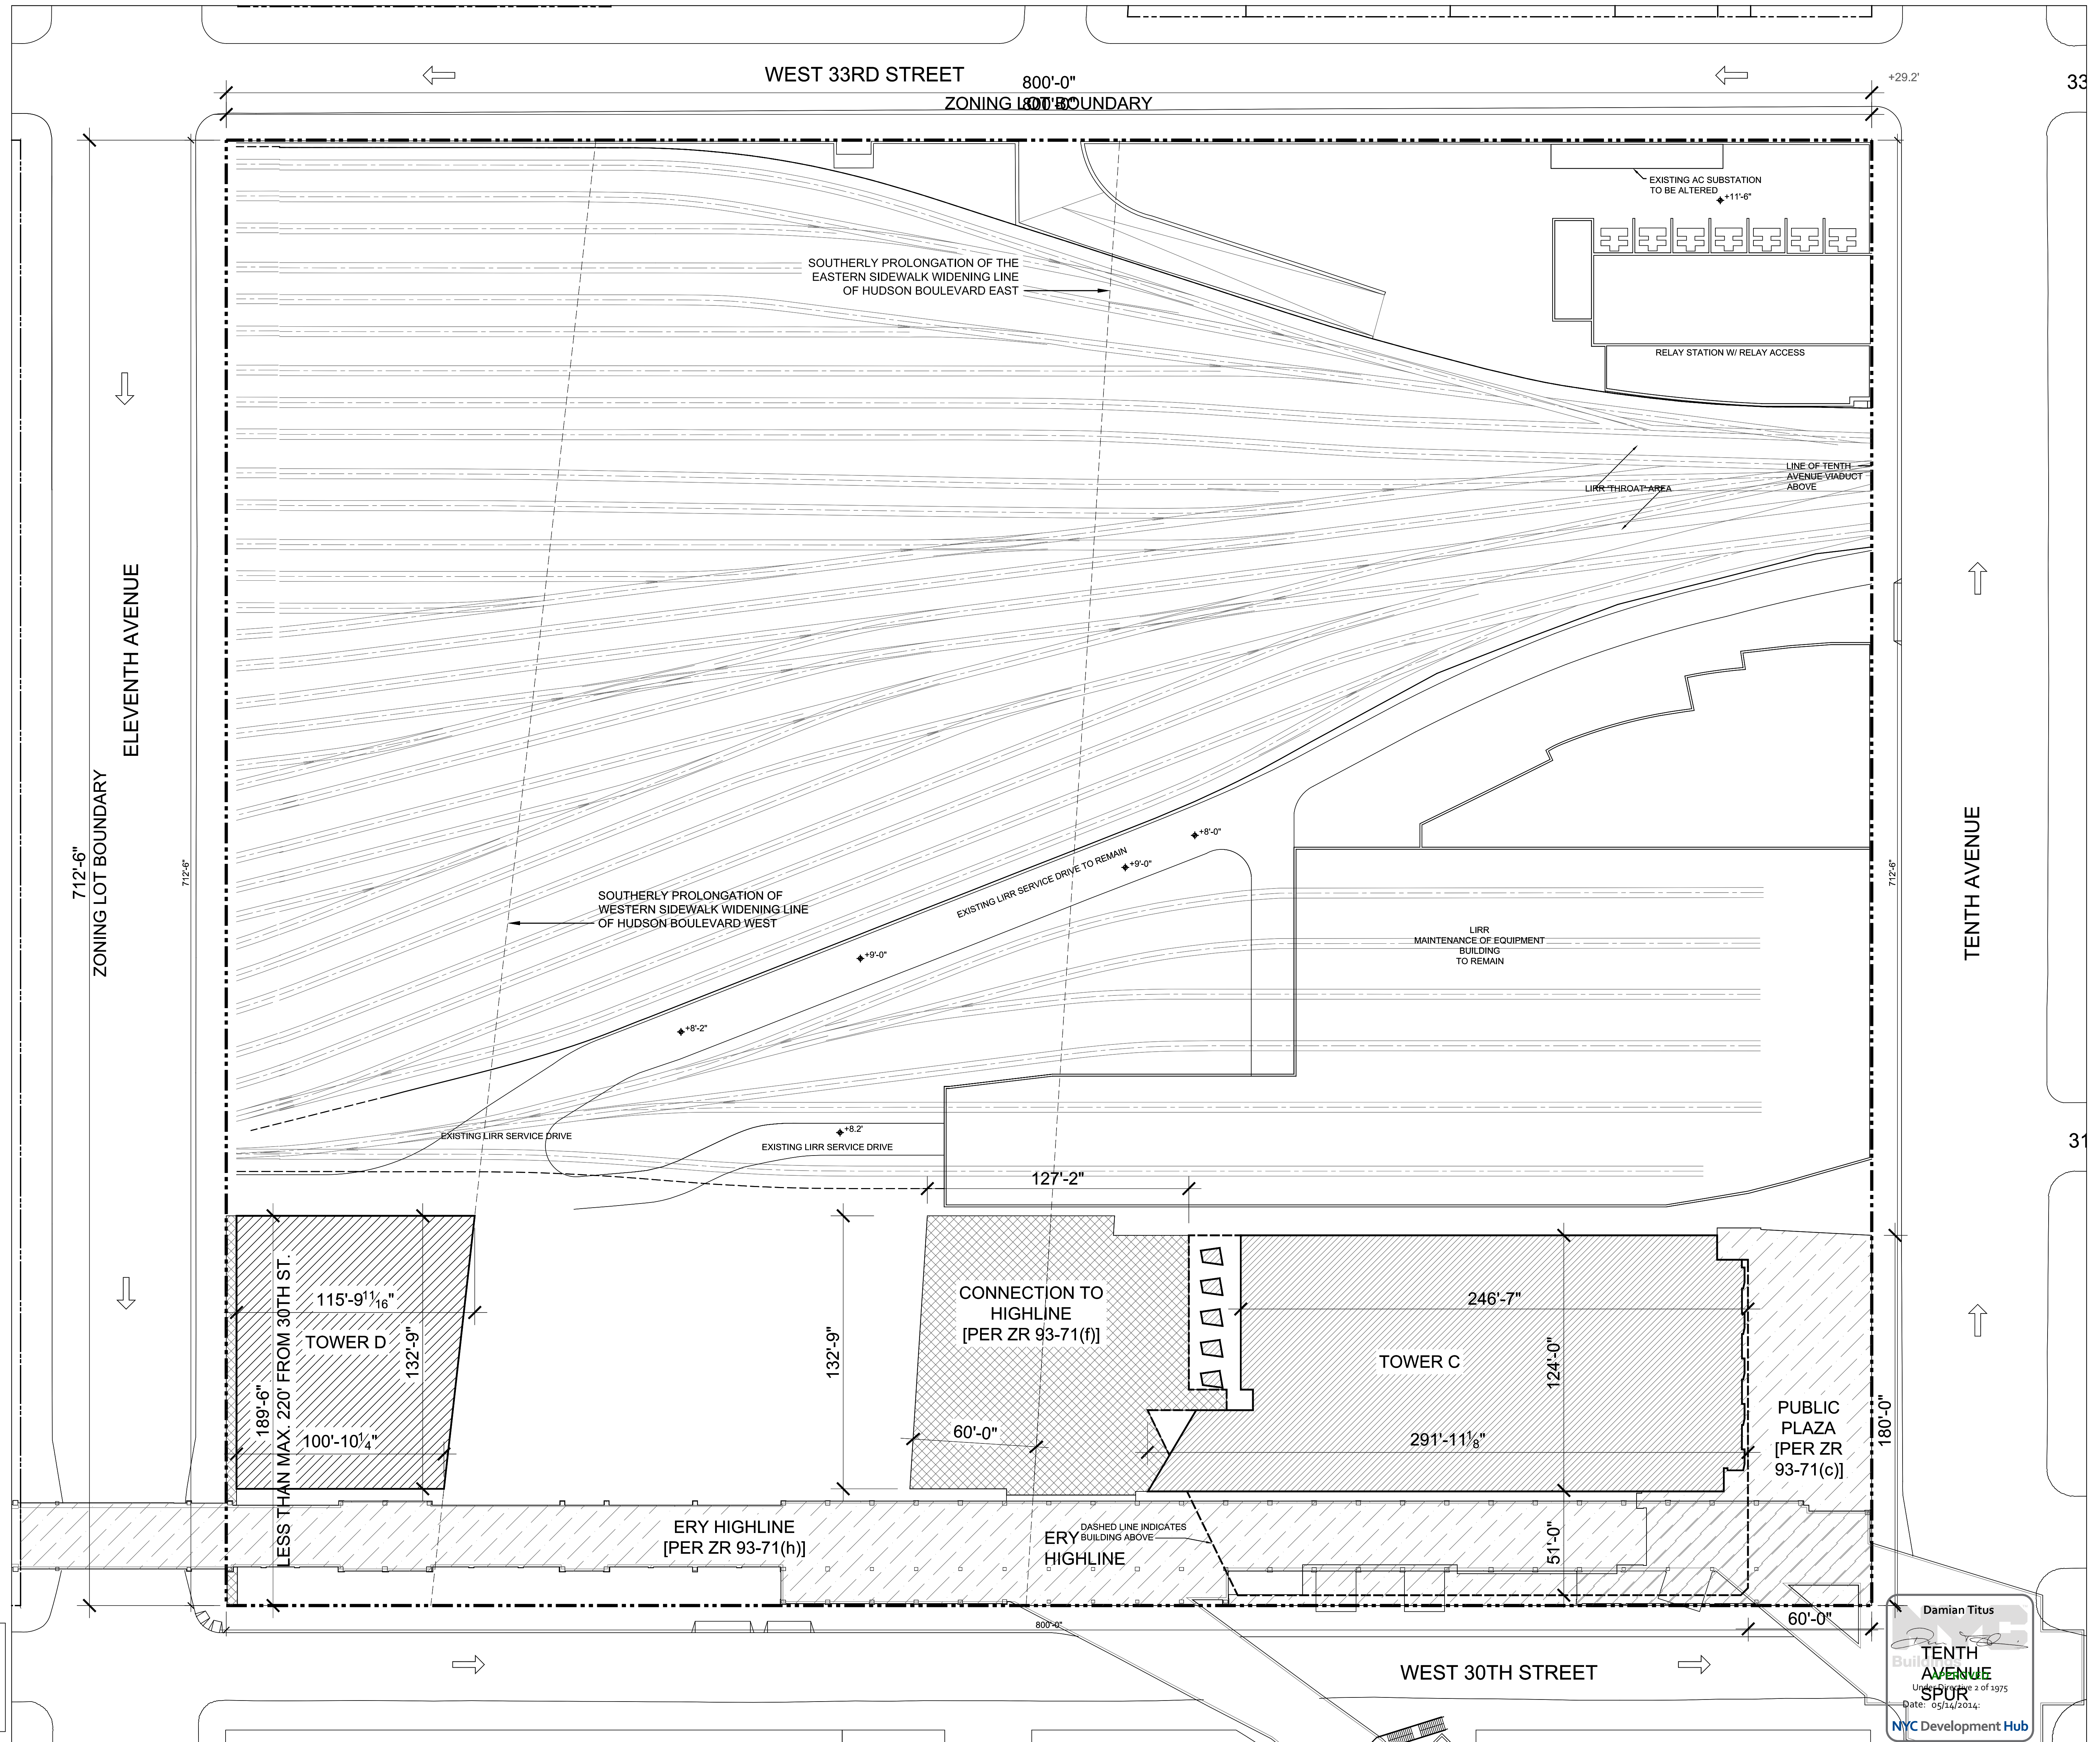 WEST 33RD STREET
800'-0"
ZONING LOT BOUNDARY
800'-0"
+29.2'
33
EXISTING AC SUBSTATION
TO BE ALTERED
+11'-6"
SOUTHERLY PROLONGATION OF THE
EASTERN SIDEWALK WIDENING LINE
OF HUDSON BOULEVARD EAST
RELAY STATION W/ RELAY ACCESS
LINE OF TENTH
AVENUE VIADUCT
ABOVE
LIRR "THROAT" AREA
ELEVENTH AVENUE
712'-6"
ZONING LOT BOUNDARY
712'-6"
712'-6"
TENTH AVENUE
+8'-0"
+9'-0"
EXISTING LIRR SERVICE DRIVE TO REMAIN
SOUTHERLY PROLONGATION OF
WESTERN SIDEWALK WIDENING LINE
OF HUDSON BOULEVARD WEST
+9'-0"
+8'-2"
LIRR
MAINTENANCE OF EQUIPMENT
BUILDING
TO REMAIN
31
+8.2'
EXISTING LIRR SERVICE DRIVE
EXISTING LIRR SERVICE DRIVE
127'-2"
115'-9 11/16"
TOWER D
132'-9"
189'-6"
LESS THAN MAX. 220' FROM 30TH ST.
100'-10 1/4"
132'-9"
CONNECTION TO
HIGHLINE
[PER ZR 93-71(f)]
60'-0"
246'-7"
TOWER C
124'-0"
291'-11 1/8"
PUBLIC
PLAZA
[PER ZR
93-71(c)]
180'-0"
ERY HIGHLINE
[PER ZR 93-71(h)]
ERY
HIGHLINE
DASHED LINE INDICATES
BUILDING ABOVE
51'-0"
800'-0"
60'-0"
WEST 30TH STREET
TENTH
AVENUE
SPUR
NYC
Buildings
Damian Titus
APPROVED
Under Directive 2 of 1975
Date: 05/14/2014
NYC Development Hub